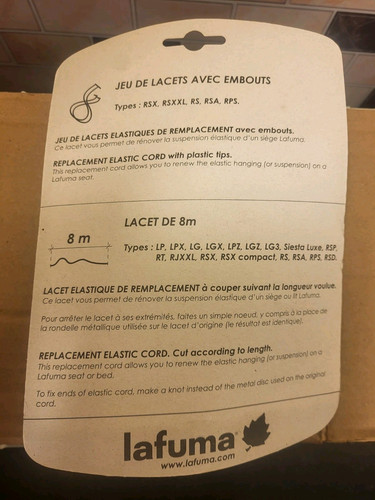 JEU DE LACETS AVEC EMBOUTS
Types : RSX, RSXXL, RS, RSA, RPS.
JEU DE LACETS ELASTIQUES DE REMPLACEMENT avec embouts.
Ce lacet vous permet de rénover la suspension élastique d'un siège Lafuma.
REPLACEMENT ELASTIC CORD with plastic tips.
This replacement cord allows you to renew the elastic hanging (or suspension) on a
Lafuma seat.
LACET DE 8m
8 m
Types : LP, LPX, LG, LGX, LPZ, LGZ, LG3, Siesta Luxe, RSP,
RT, RJXXL, RSX, RSX compact, RS, RSA, RPS, RSD.
LACET ELASTIQUE DE REMPLACEMENT à couper suivant la longueur voulue.
Ce lacet vous permet de rénover la suspension élastique d'un siège ou lit Lafuma.
Pour arrêter le lacet à ses extrémités, faites un simple noeud, y compris à la place de
la rondelle métallique utilisée sur le lacet d'origine (le résultat est identique).
REPLACEMENT ELASTIC CORD. Cut according to length.
This replacement cord allows you to renew the elastic hanging (or suspension) on a
Lafuma seat or bed.
To fix ends of elastic cord, make a knot instead of the metal disc used on the original
cord.
lafuma
www.lafuma.com